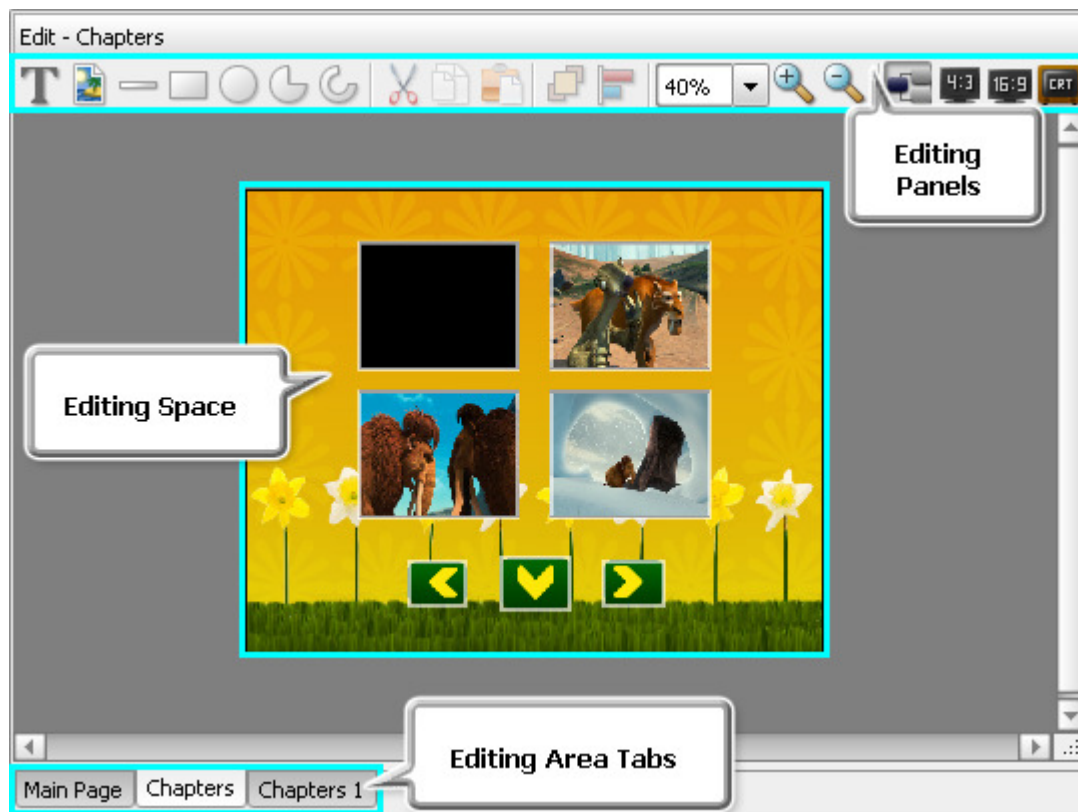 Edit - Chapters
T
40%
4:3
16:9
CRT
Editing
Panels
Editing Space
Editing Area Tabs
Main Page
Chapters
Chapters 1